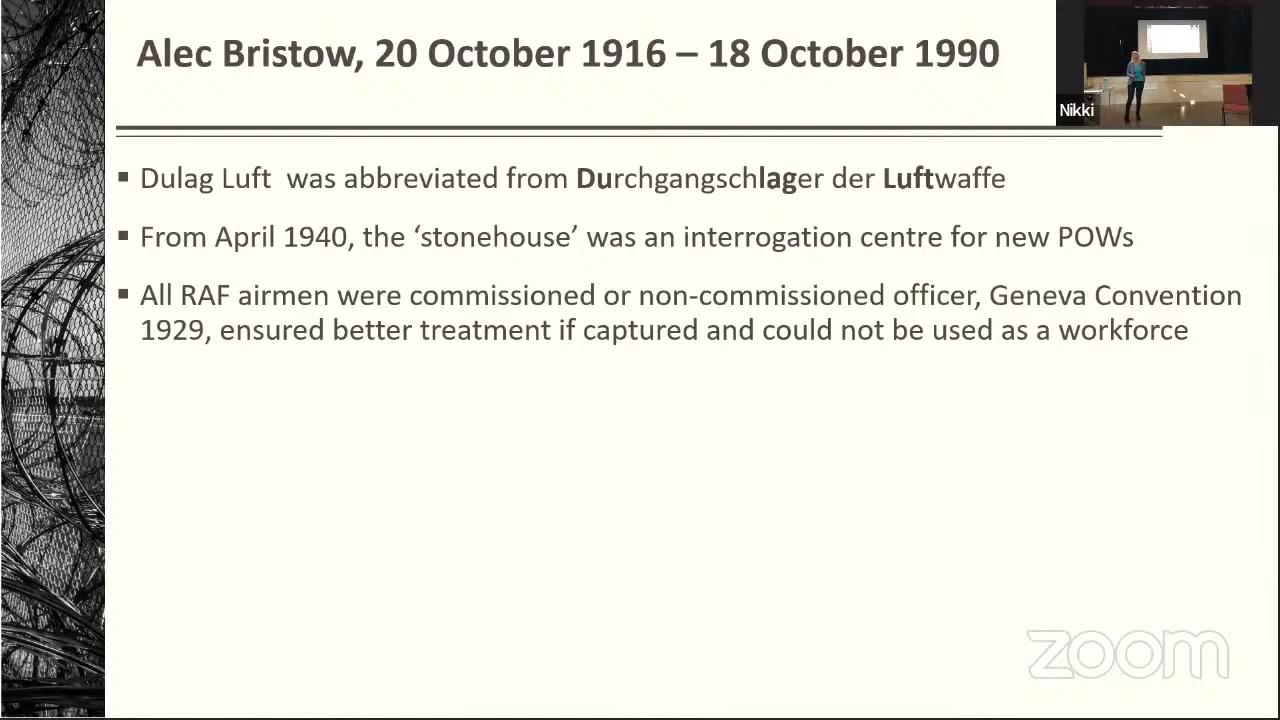 Alec Bristow, 20 October 1916 – 18 October 1990
Nikki
▪ Dulag Luft was abbreviated from Durchgangschlager der Luftwaffe
▪ From April 1940, the ‘stonehouse’ was an interrogation centre for new POWs
▪ All RAF airmen were commissioned or non-commissioned officer, Geneva Convention
1929, ensured better treatment if captured and could not be used as a workforce
zoom